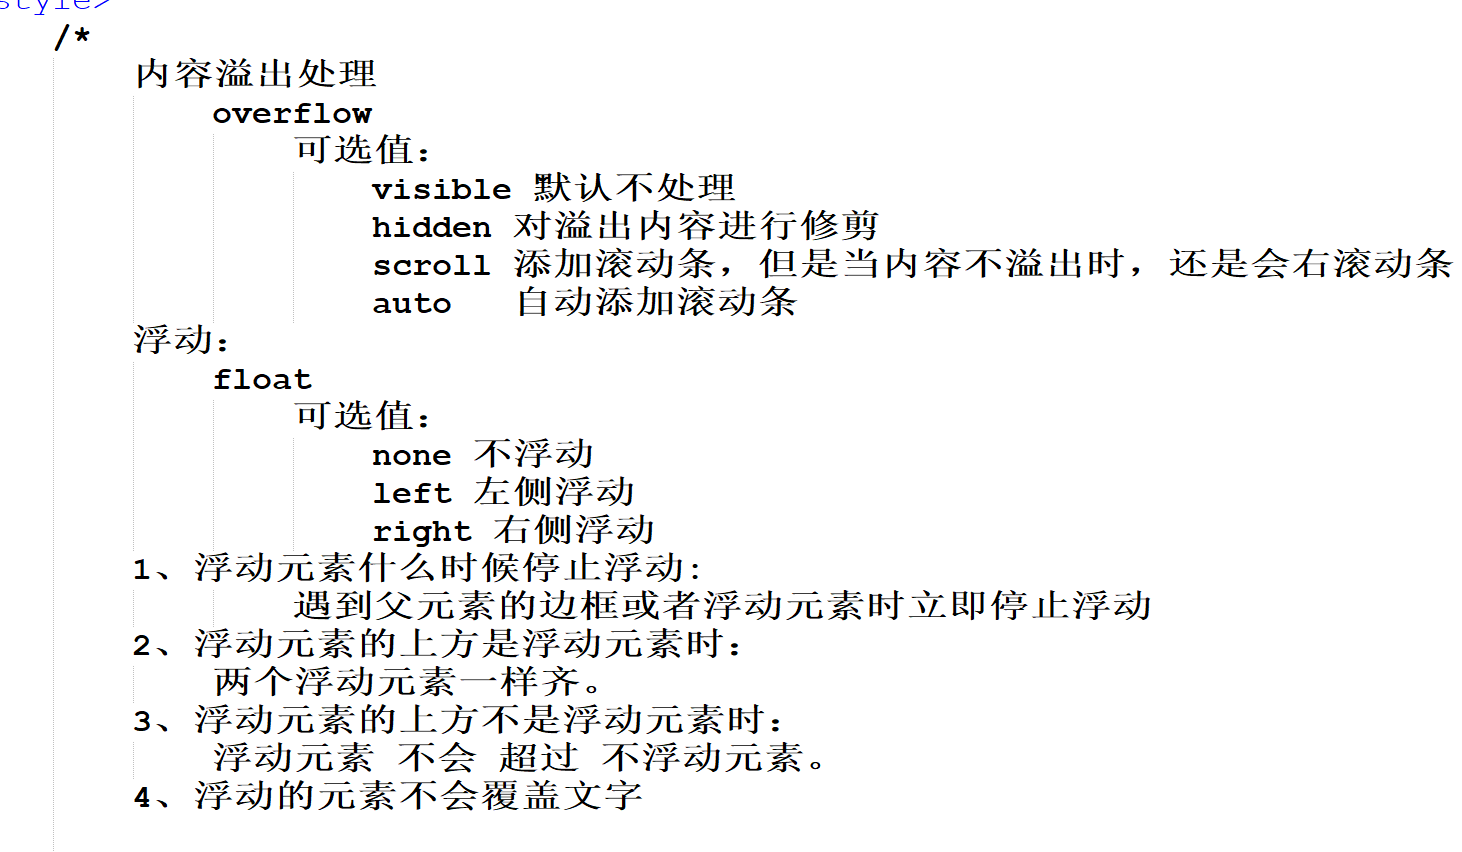 style>
/*
内容溢出处理
overflow
可选值：
visible 默认不处理
hidden 对溢出内容进行修剪
scroll 添加滚动条，但是当内容不溢出时，还是会右滚动条
auto 自动添加滚动条
浮动：
float
可选值：
none 不浮动
left 左侧浮动
right 右侧浮动
1、浮动元素什么时候停止浮动:
遇到父元素的边框或者浮动元素时立即停止浮动
2、浮动元素的上方是浮动元素时：
两个浮动元素一样齐。
3、浮动元素的上方不是浮动元素时：
浮动元素 不会 超过 不浮动元素。
4、浮动的元素不会覆盖文字